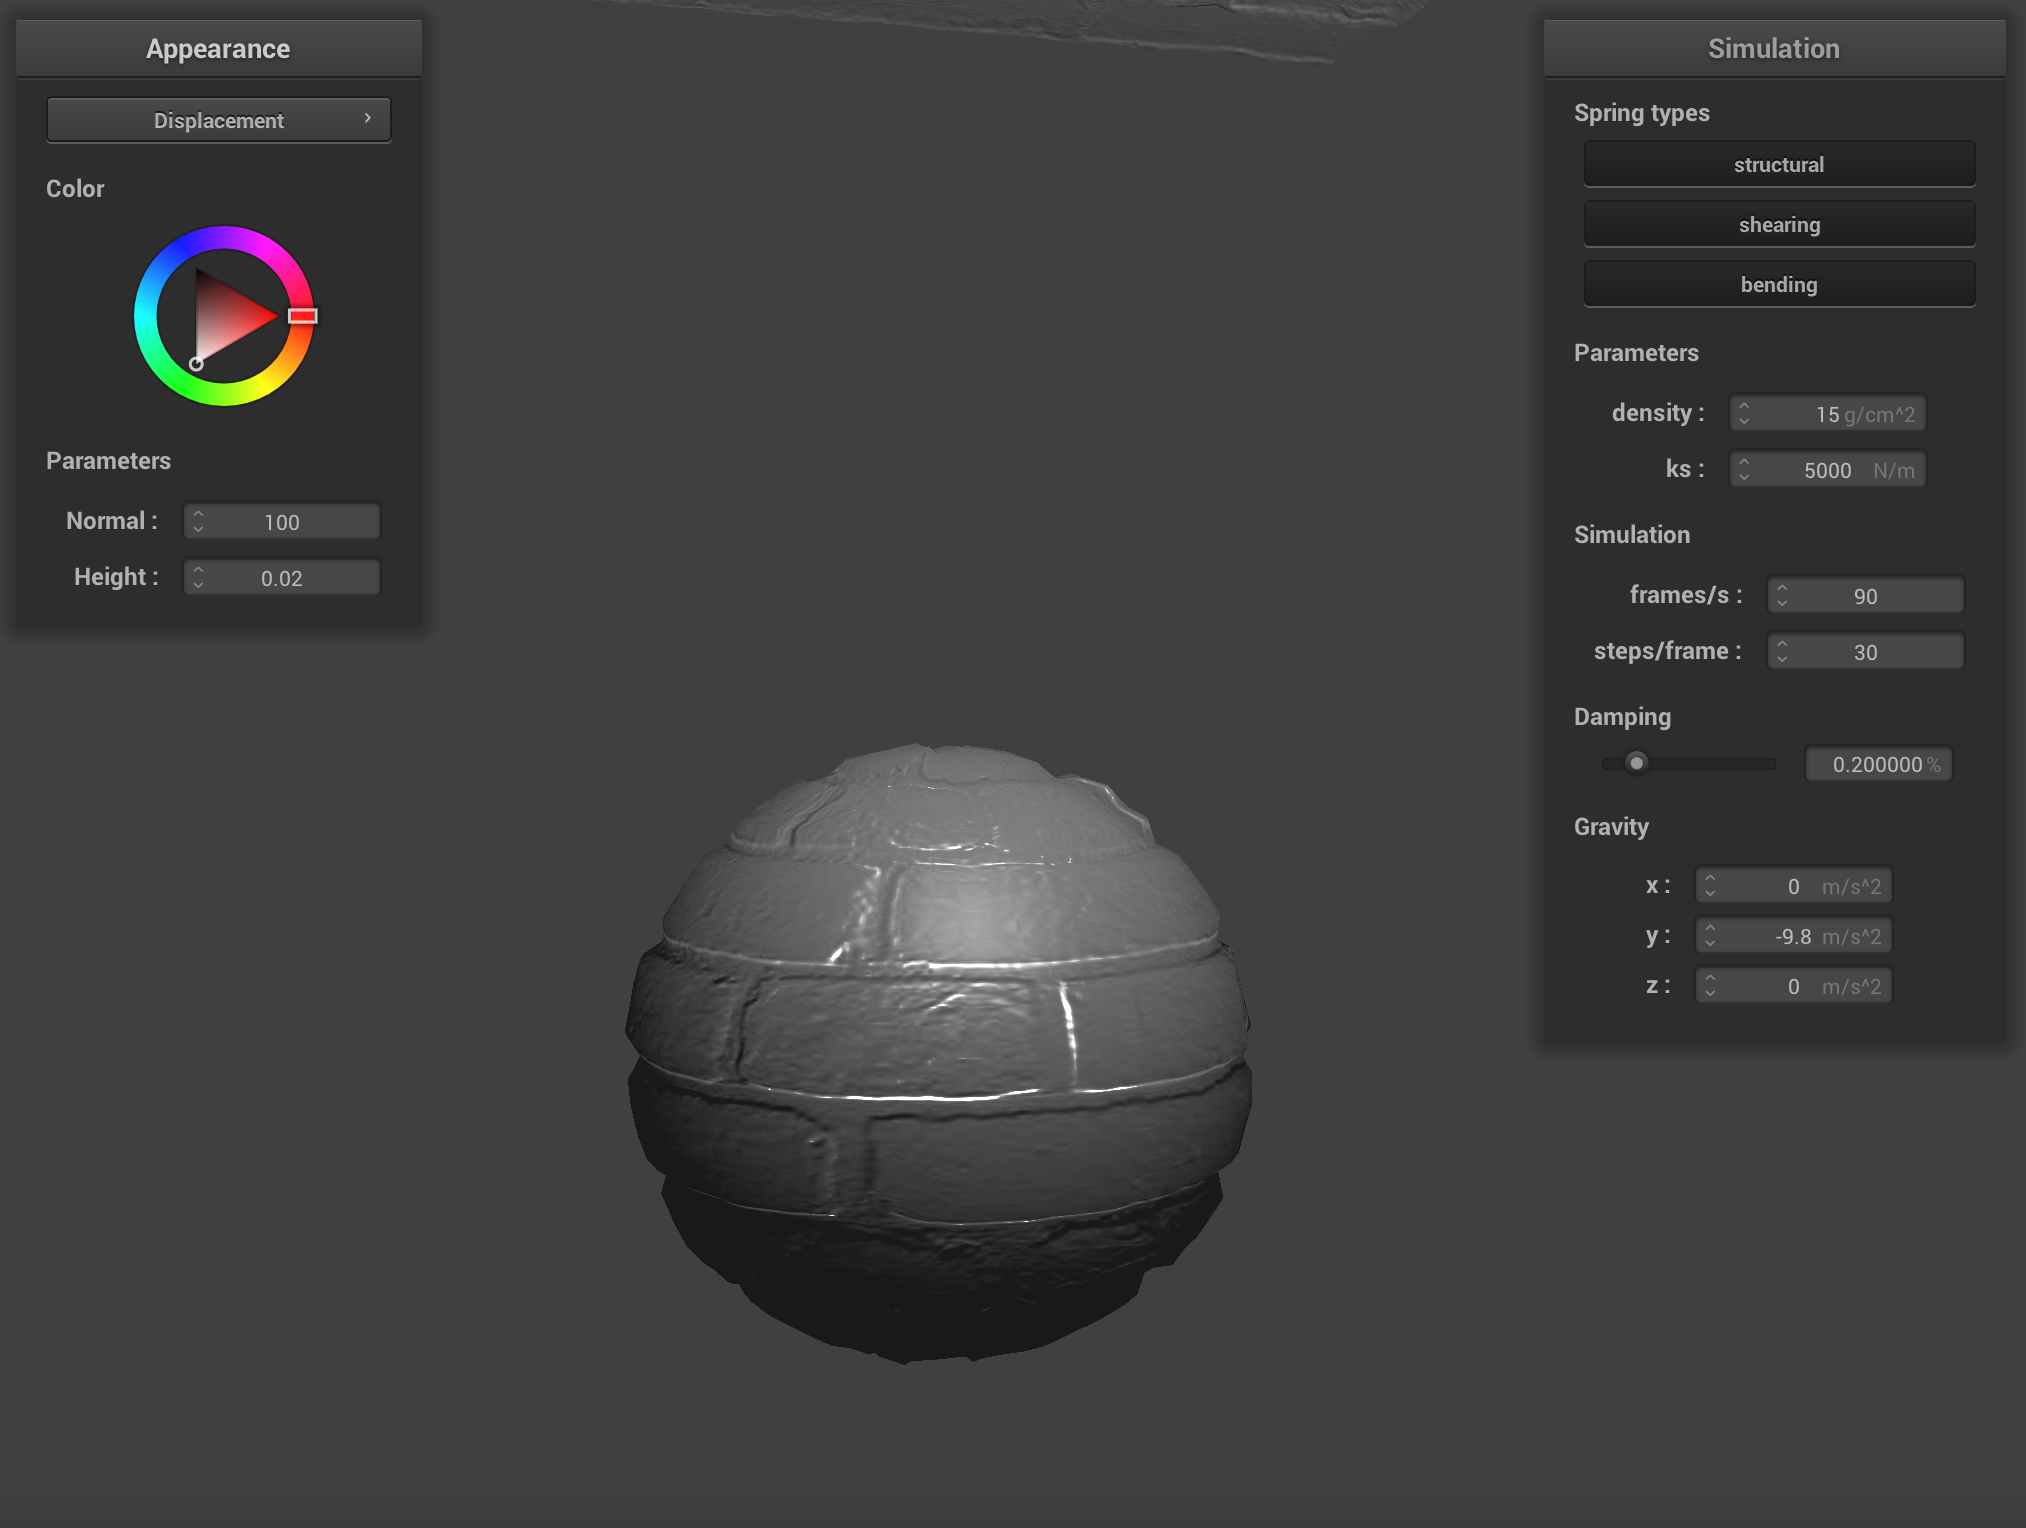 Appearance
Displacement
Color
Parameters
Normal : 100
Height : 0.02
Simulation
Spring types
structural
shearing
bending
Parameters
density : 15 g/cm^2
ks : 5000 N/m
Simulation
frames/s : 90
steps/frame : 30
Damping
0.200000 %
Gravity
x : 0 m/s^2
y : -9.8 m/s^2
z : 0 m/s^2